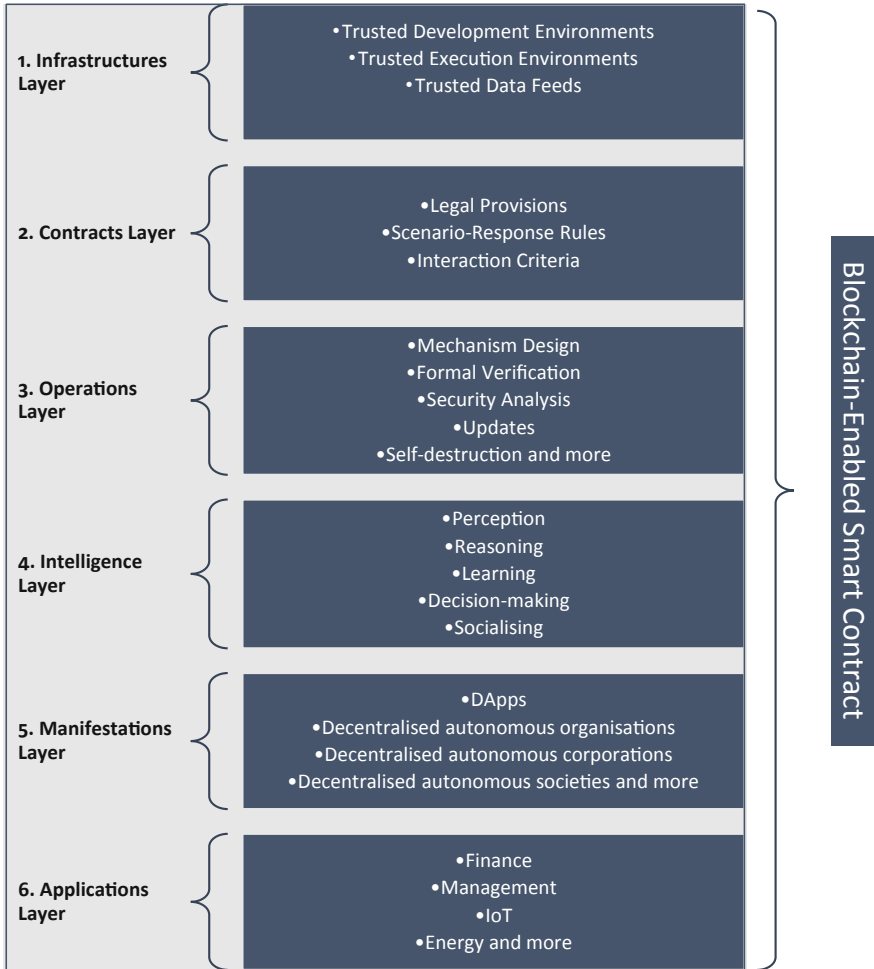 1. Infrastructures
Layer
•Trusted Development Environments
•Trusted Execution Environments
•Trusted Data Feeds
2. Contracts Layer
•Legal Provisions
•Scenario-Response Rules
•Interaction Criteria
3. Operations
Layer
•Mechanism Design
•Formal Verification
•Security Analysis
•Updates
•Self-destruction and more
4. Intelligence
Layer
•Perception
•Reasoning
•Learning
•Decision-making
•Socialising
5. Manifestations
Layer
•DApps
•Decentralised autonomous organisations
•Decentralised autonomous corporations
•Decentralised autonomous societies and more
6. Applications
Layer
•Finance
•Management
•IoT
•Energy and more
Blockchain-Enabled Smart Contract